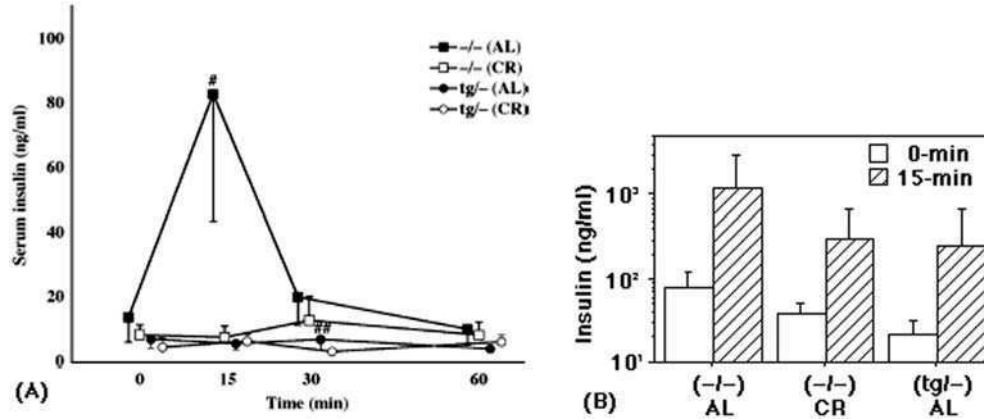 100
80
60
40
20
0
Serum insulin (ng/ml)
#
##
–/– (AL)
–/– (CR)
tg/– (AL)
tg/– (CR)
0 15 30 60
Time (min)
(A)
Insulin (ng/ml)
10³
10²
10¹
0-min
15-min
(–/–) (–/–) (tg/–)
AL CR AL
(B)